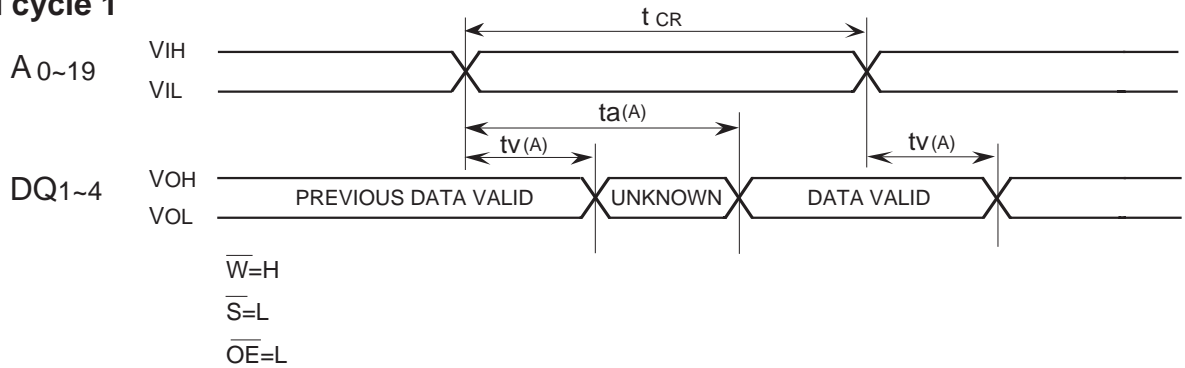 cycle 1
t CR
A 0~19
VIH
VIL
ta(A)
tv(A)
tv(A)
DQ1~4
VOH
VOL
PREVIOUS DATA VALID
UNKNOWN
DATA VALID
W̅=H
S̅=L
O̅E̅=L